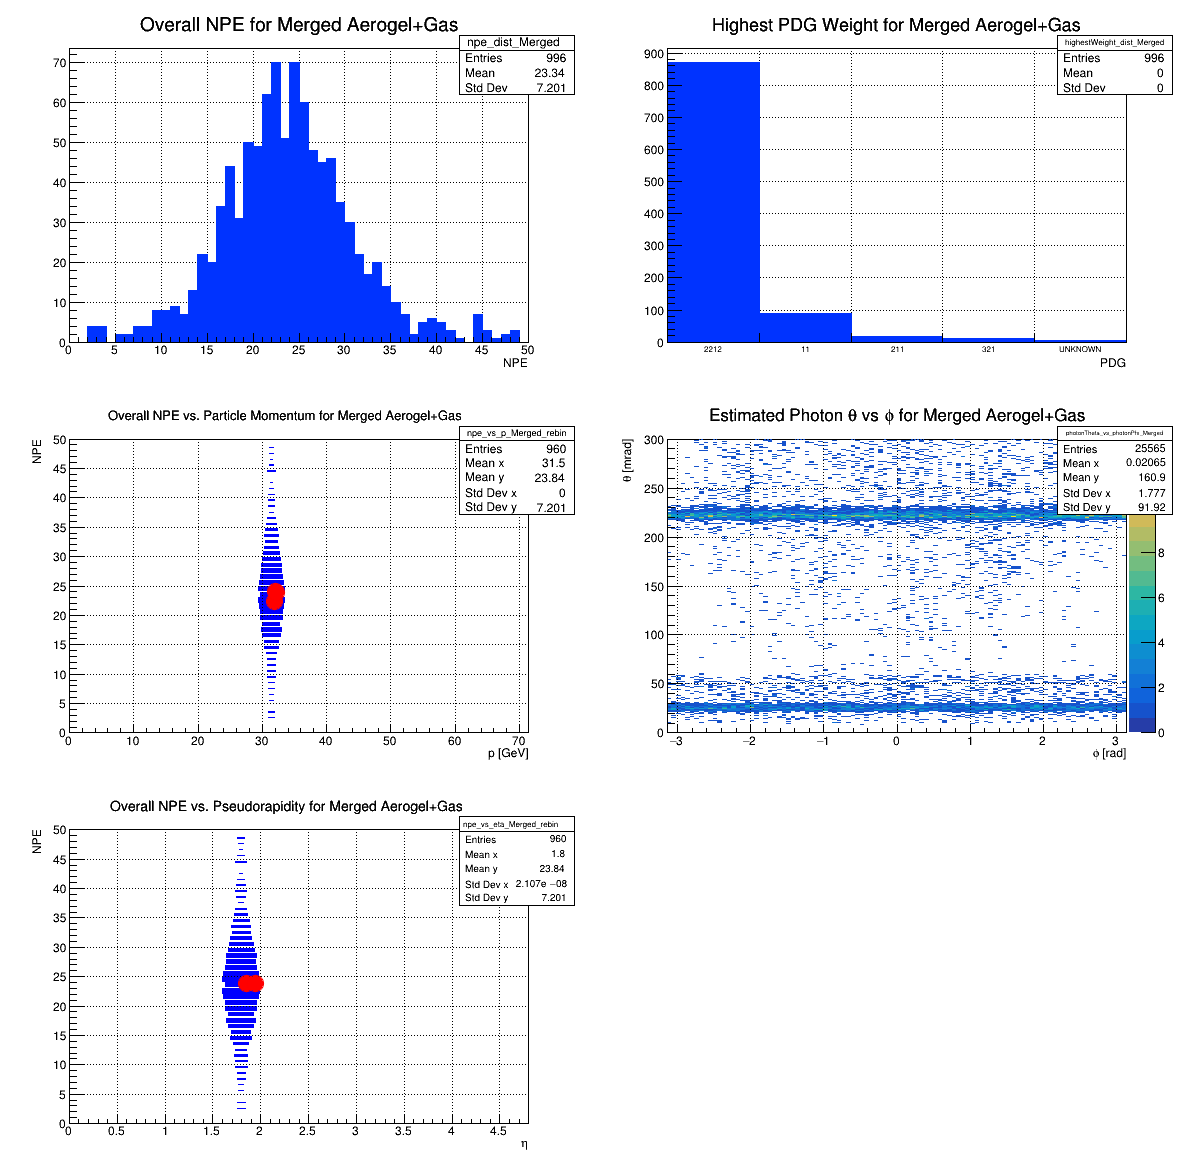 Overall NPE for Merged Aerogel+Gas
npe_dist_Merged
Entries 996
Mean 23.34
Std Dev 7.201
70
60
50
40
30
20
10
0
0 5 10 15 20 25 30 35 40 45 50
NPE
Highest PDG Weight for Merged Aerogel+Gas
highestWeight_dist_Merged
Entries 996
Mean 0
Std Dev 0
900
800
700
600
500
400
300
200
100
0
2212 11 211 321 UNKNOWN
PDG
Overall NPE vs. Particle Momentum for Merged Aerogel+Gas
npe_vs_p_Merged_rebin
Entries 960
Mean x 31.5
Mean y 23.84
Std Dev x 0
Std Dev y 7.201
NPE
50
45
40
35
30
25
20
15
10
5
0
0 10 20 30 40 50 60 70
p [GeV]
Estimated Photon θ vs ϕ for Merged Aerogel+Gas
photonTheta_vs_photonPhi_Merged
Entries 25565
Mean x 0.02065
Mean y 160.9
Std Dev x 1.777
Std Dev y 91.92
θ [mrad]
300
250
200
150
100
50
0
−3 −2 −1 0 1 2 3
ϕ [rad]
8
6
4
2
0
Overall NPE vs. Pseudorapidity for Merged Aerogel+Gas
npe_vs_eta_Merged_rebin
Entries 960
Mean x 1.8
Mean y 23.84
Std Dev x 2.107e −08
Std Dev y 7.201
NPE
50
45
40
35
30
25
20
15
10
5
0
0 0.5 1 1.5 2 2.5 3 3.5 4 4.5
η